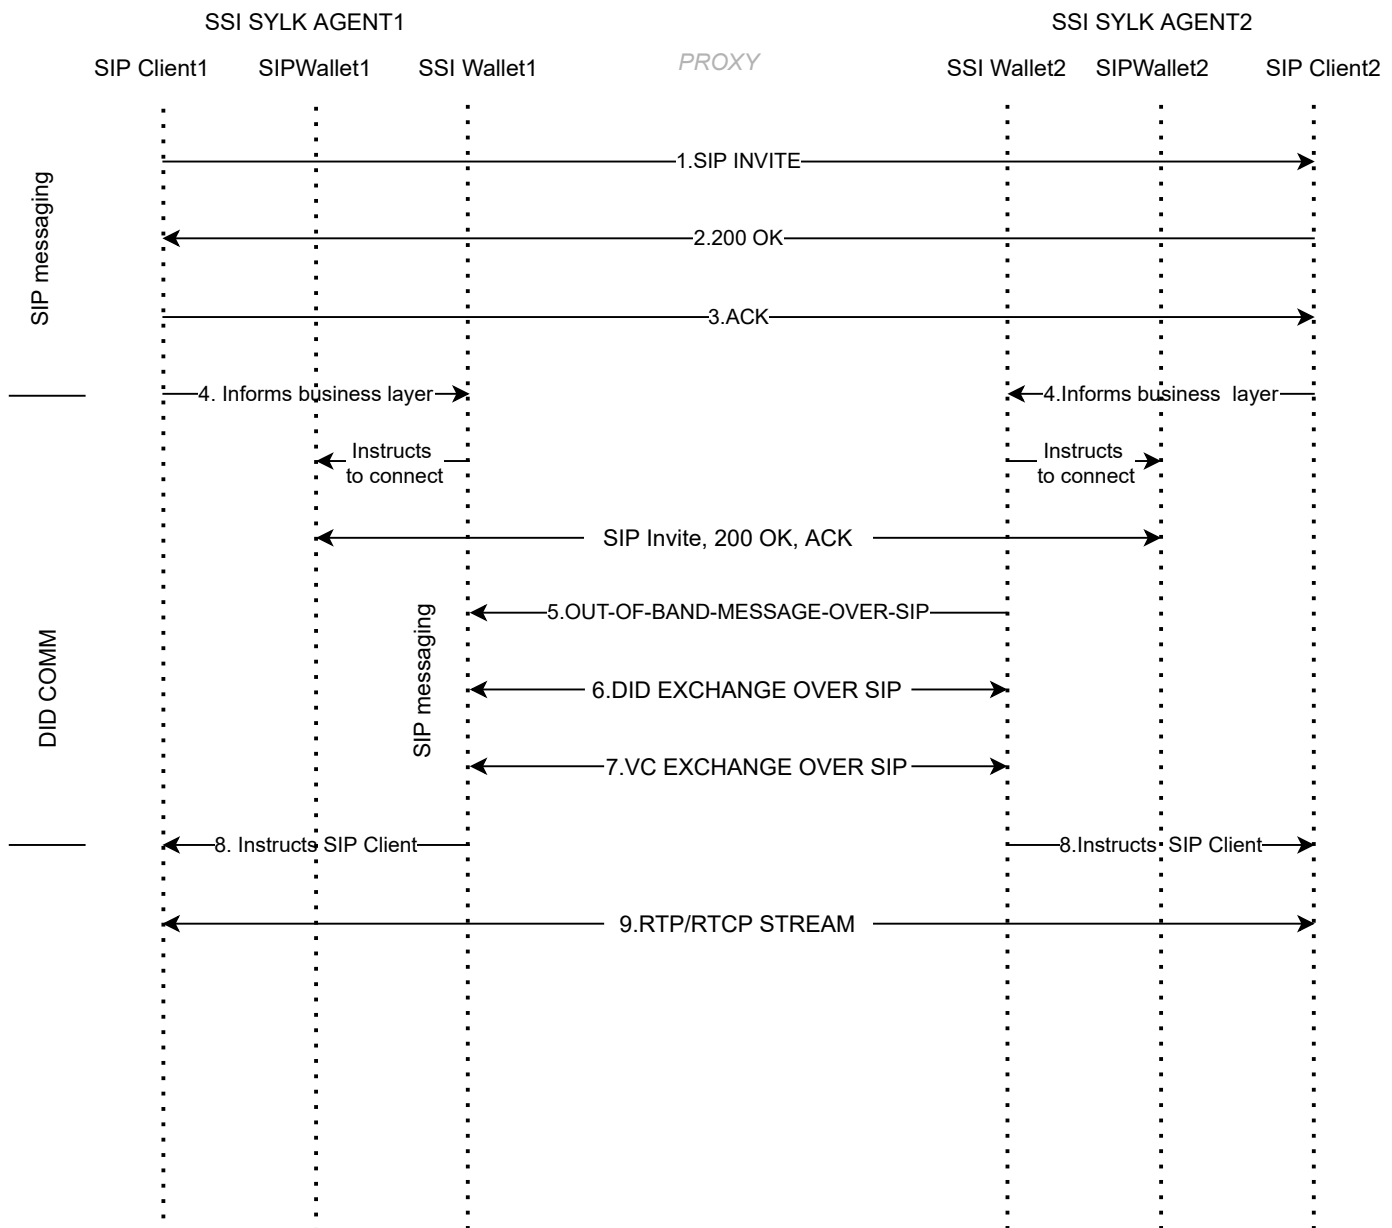 SSI SYLK AGENT1
SSI SYLK AGENT2
SIP Client1
SIPWallet1
SSI Wallet1
PROXY
SSI Wallet2
SIPWallet2
SIP Client2
SIP messaging
1.SIP INVITE
2.200 OK
3.ACK
4. Informs business layer
4.Informs business layer
Instructs
to connect
Instructs
to connect
SIP Invite, 200 OK, ACK
DID COMM
SIP messaging
5.OUT-OF-BAND-MESSAGE-OVER-SIP
6.DID EXCHANGE OVER SIP
7.VC EXCHANGE OVER SIP
8. Instructs SIP Client
8.Instructs SIP Client
9.RTP/RTCP STREAM